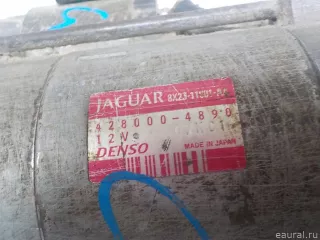 JAGUAR
428000-4890
12V
DENSO MADE IN JAPAN
eaural.ru